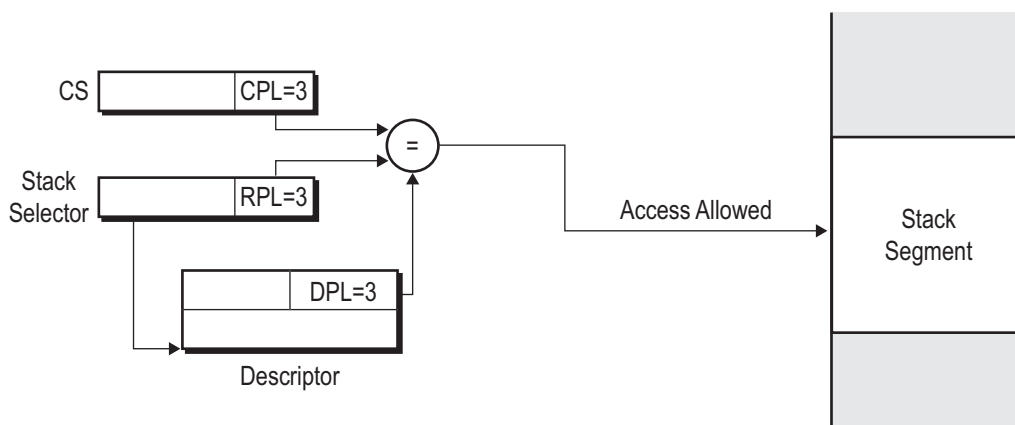 CS
CPL=3
=
Stack
Selector
RPL=3
Access Allowed
Stack
Segment
DPL=3
Descriptor